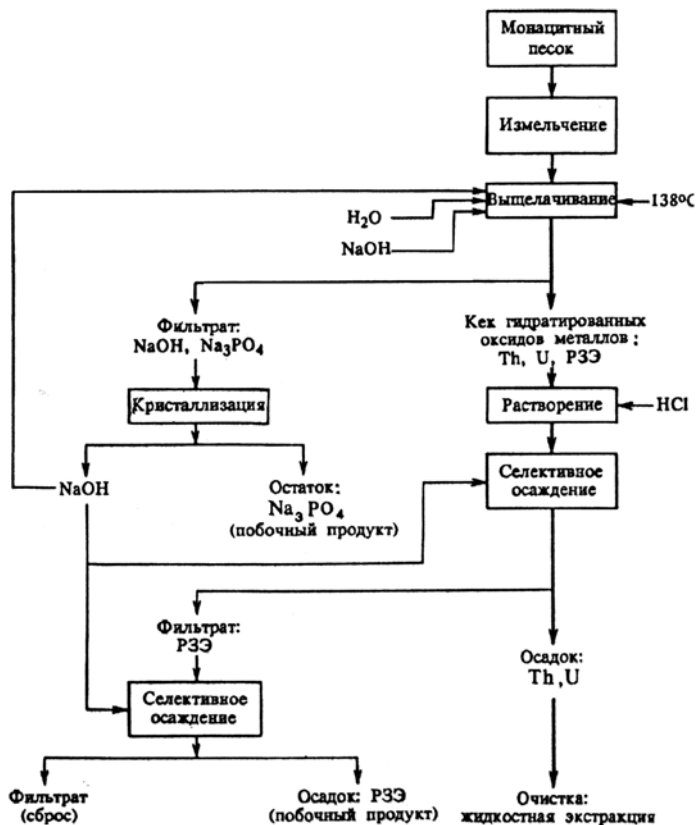 Монацитный
песок
Измельчение
Выщелачивание
138°C
H₂O
NaOH
Фильтрат:
NaOH, Na₃PO₄
Кек гидратированных
оксидов металлов;
Th, U, РЗЭ
Кристаллизация
Растворение
HCl
NaOH
Остаток:
Na₃PO₄
(побочный продукт)
Селективное
осаждение
Фильтрат:
РЗЭ
Осадок:
Th, U
Селективное
осаждение
Фильтрат
(сброс)
Осадок: РЗЭ
(побочный продукт)
Очистка:
жидкостная экстракция